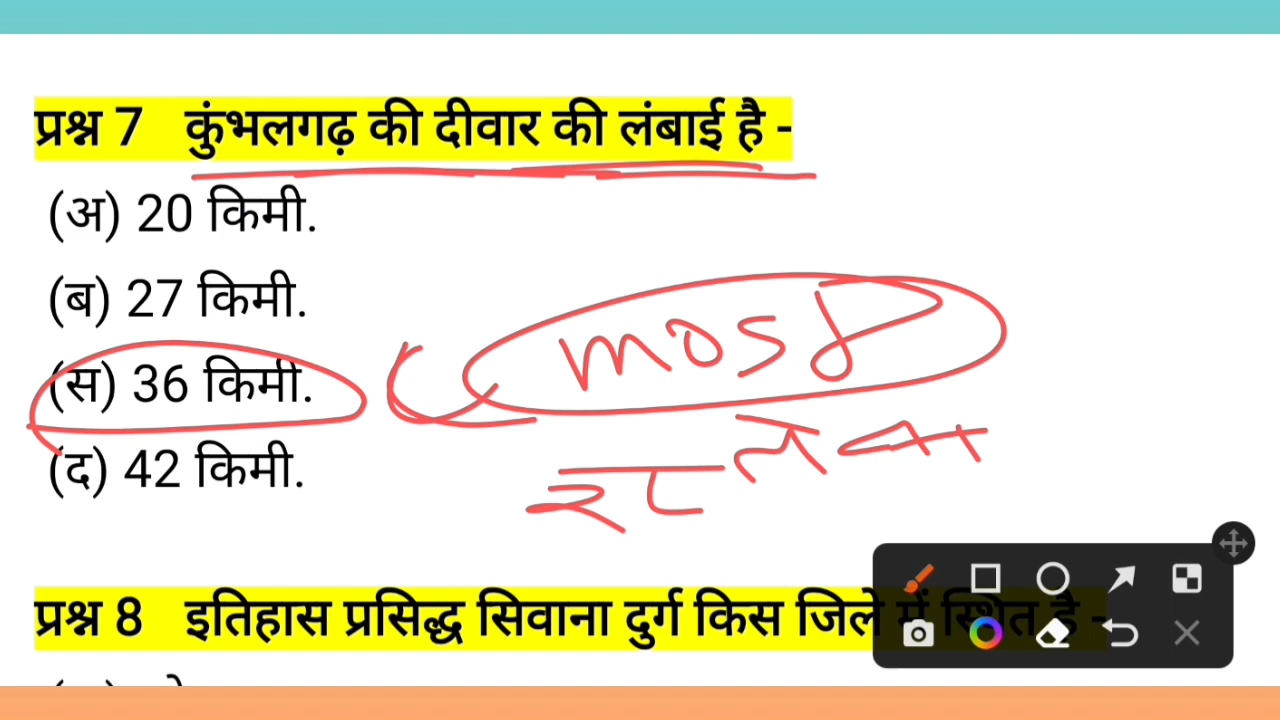 प्रश्न 7 कुंभलगढ़ की दीवार की लंबाई है -
(अ) 20 किमी.
(ब) 27 किमी.
(स) 36 किमी.
(द) 42 किमी.
most
प्रश्न 8 इतिहास प्रसिद्ध सिवाना दुर्ग किस जिले में स्थित है -